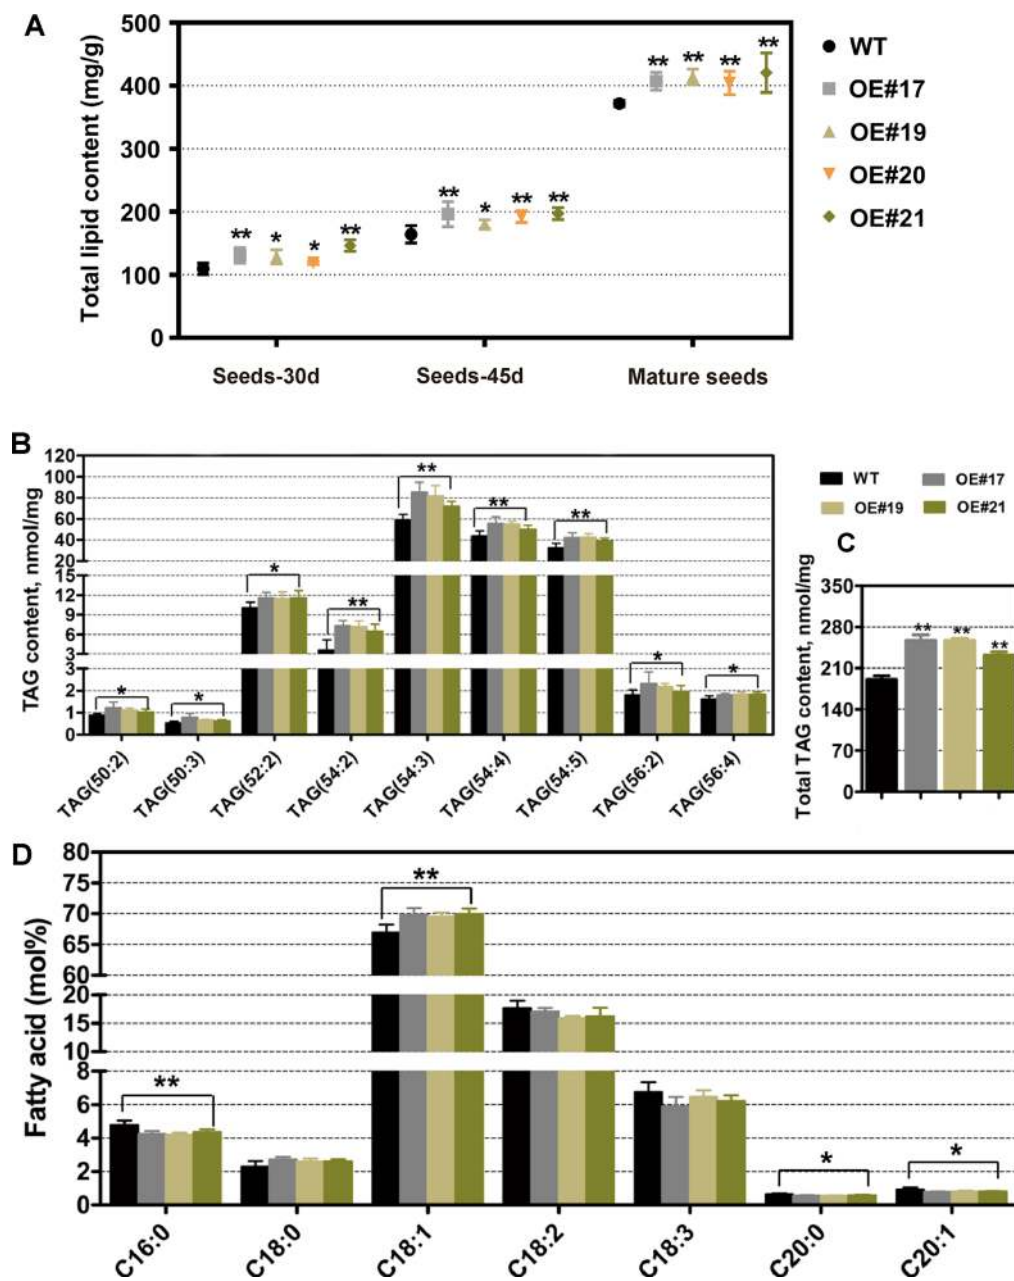 A
Total lipid content (mg/g)
500
400
300
200
100
0
** ** ** **
** * ** **
** * * **
Seeds-30d Seeds-45d Mature seeds
WT
OE#17
OE#19
OE#20
OE#21
B
TAG content, nmol/mg
120
100
80
60
40
20
15
12
9
6
3
3
2
1
0
* * * ** ** ** ** * *
TAG(50:2) TAG(50:3) TAG(52:2) TAG(54:2) TAG(54:3) TAG(54:4) TAG(54:5) TAG(56:2) TAG(56:4)
WT OE#17
OE#19 OE#21
C
Total TAG content, nmol/mg
350
280
210
140
70
0
** ** **
D
Fatty acid (mol%)
80
75
70
65
60
20
15
10
8
6
4
2
0
** ** * *
C16:0 C18:0 C18:1 C18:2 C18:3 C20:0 C20:1